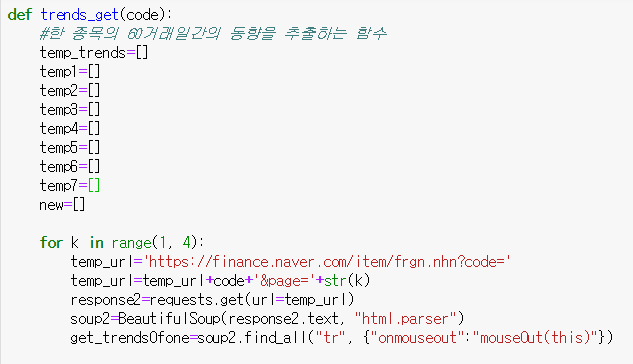 def trends_get(code):
    #한 종목의 60거래일간의 동향을 추출하는 함수
    temp_trends=[]
    temp1=[]
    temp2=[]
    temp3=[]
    temp4=[]
    temp5=[]
    temp6=[]
    temp7=[]
    new=[]

    for k in range(1, 4):
        temp_url='https://finance.naver.com/item/frgn.nhn?code='
        temp_url=temp_url+code+'&page='+str(k)
        response2=requests.get(url=temp_url)
        soup2=BeautifulSoup(response2.text, "html.parser")
        get_trendsOfone=soup2.find_all("tr", {"onmouseout":"mouseOut(this)"})